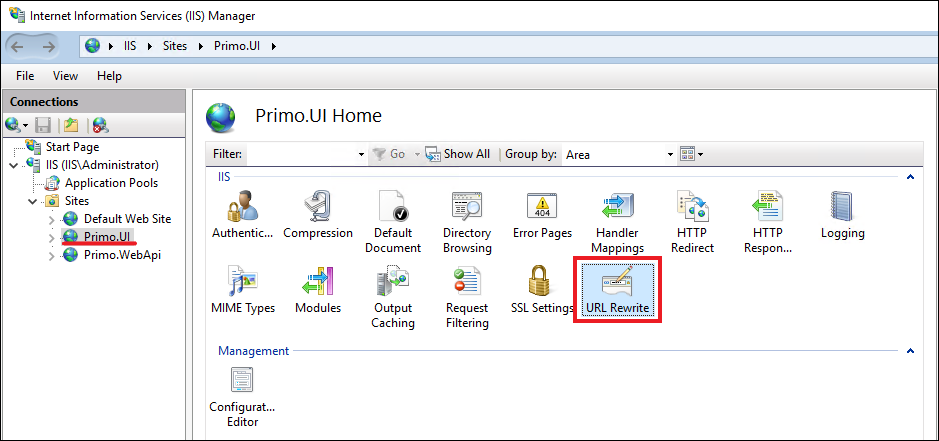 Internet Information Services (IIS) Manager
IIS Sites Primo.UI
File View Help
Connections
Start Page
IIS (IIS\Administrator)
Application Pools
Sites
Default Web Site
Primo.UI
Primo.WebApi
Primo.UI Home
Filter: Go Show All Group by: Area
IIS
Authentic... Compression Default Document Directory Browsing Error Pages Handler Mappings HTTP Redirect HTTP Respon... Logging
404
MIME Types Modules Output Caching Request Filtering SSL Settings URL Rewrite
Management
Configurat... Editor